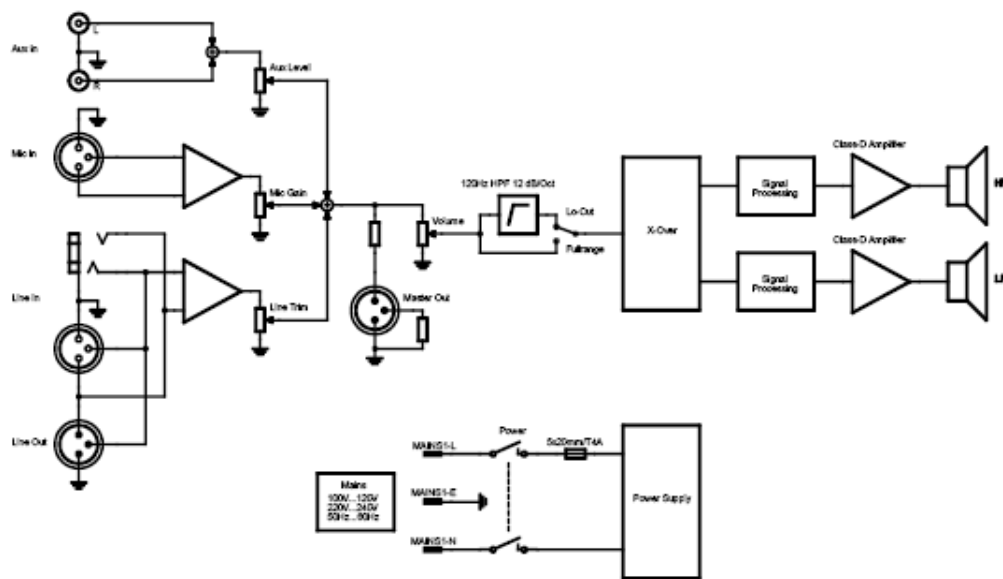 Aux In
L
R
Aux Level
Mic In
Mic Gain
Line In
Line Trim
Line Out
Master Out
Volume
120Hz HPF 12 dB/Oct
Lo-Cut
Fullrange
X-Over
Signal
Processing
Class-D Amplifier
Signal
Processing
Class-D Amplifier
Mains
100V...120V
220V...240V
50Hz...60Hz
MAINS1-L
MAINS1-E
MAINS1-N
Power
5x20mm/T4A
Power Supply